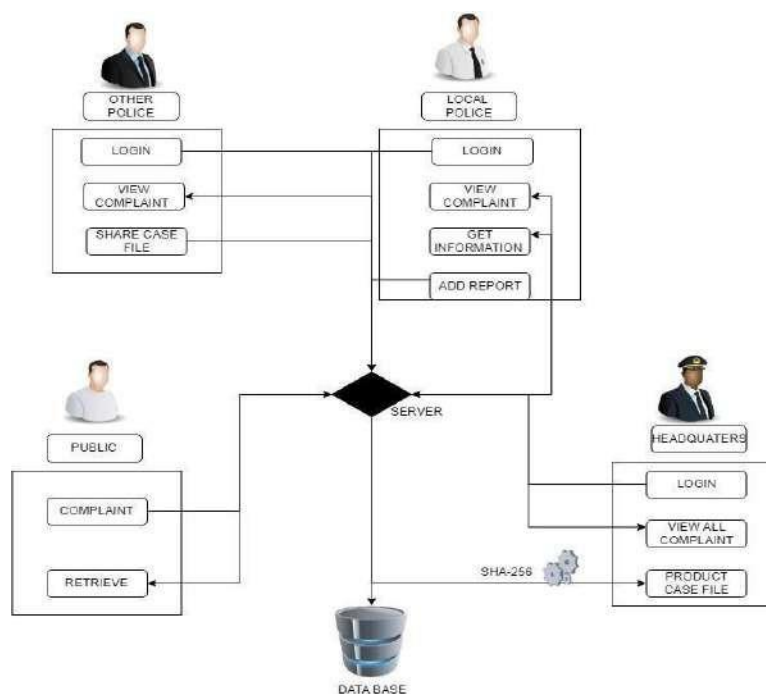 OTHER
POLICE
LOGIN
VIEW
COMPLAINT
SHARE CASE
FILE
LOCAL
POLICE
LOGIN
VIEW
COMPLAINT
GET
INFORMATION
ADD REPORT
SERVER
PUBLIC
COMPLAINT
RETRIEVE
HEADQUATERS
LOGIN
VIEW ALL
COMPLAINT
PRODUCT
CASE FILE
SHA-256
DATA BASE